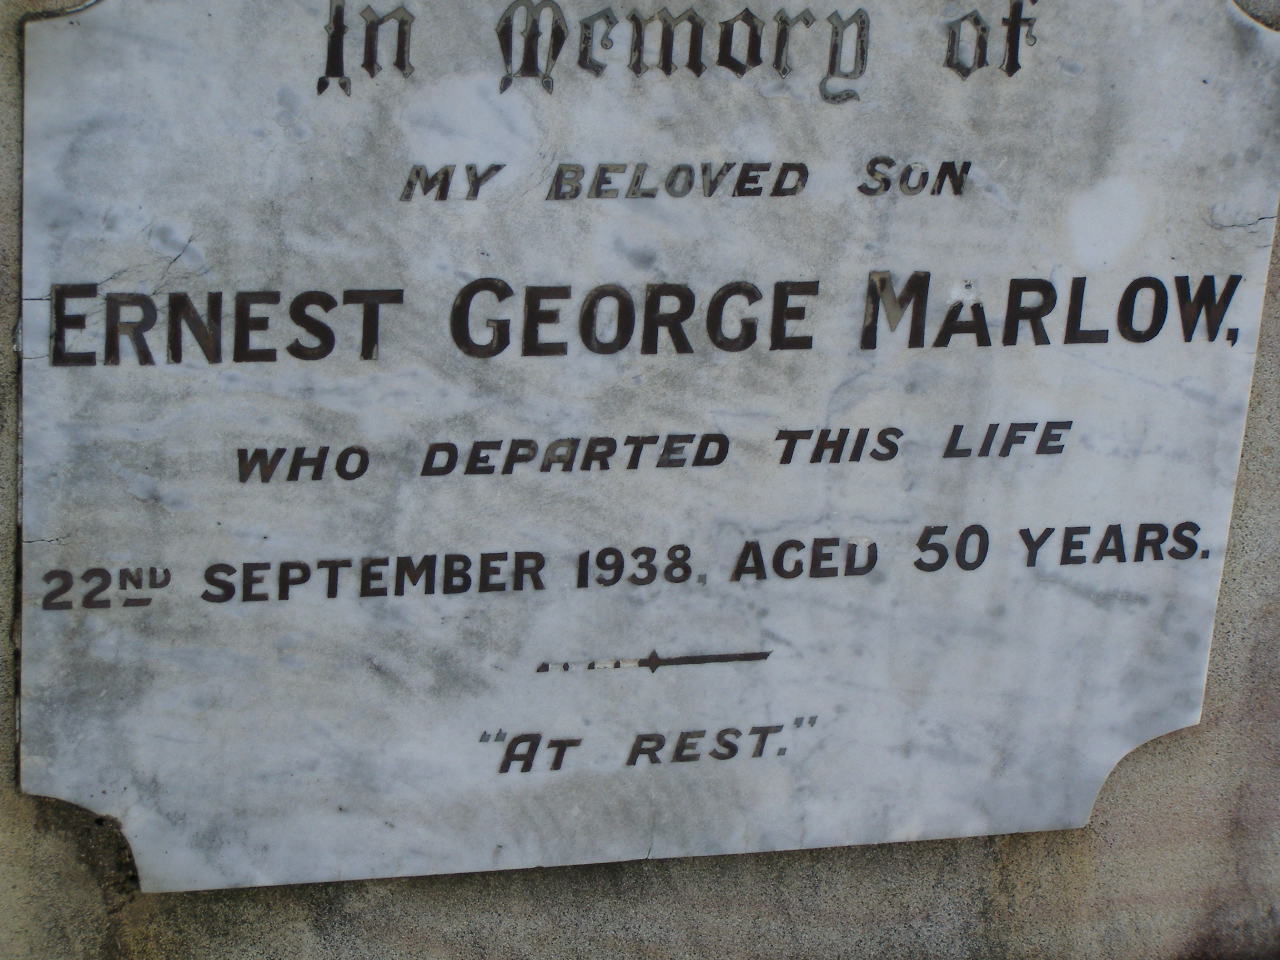 In Memory of
MY BELOVED SON
ERNEST GEORGE MARLOW,
WHO DEPARTED THIS LIFE
22ND SEPTEMBER 1938, AGED 50 YEARS.
"AT REST."